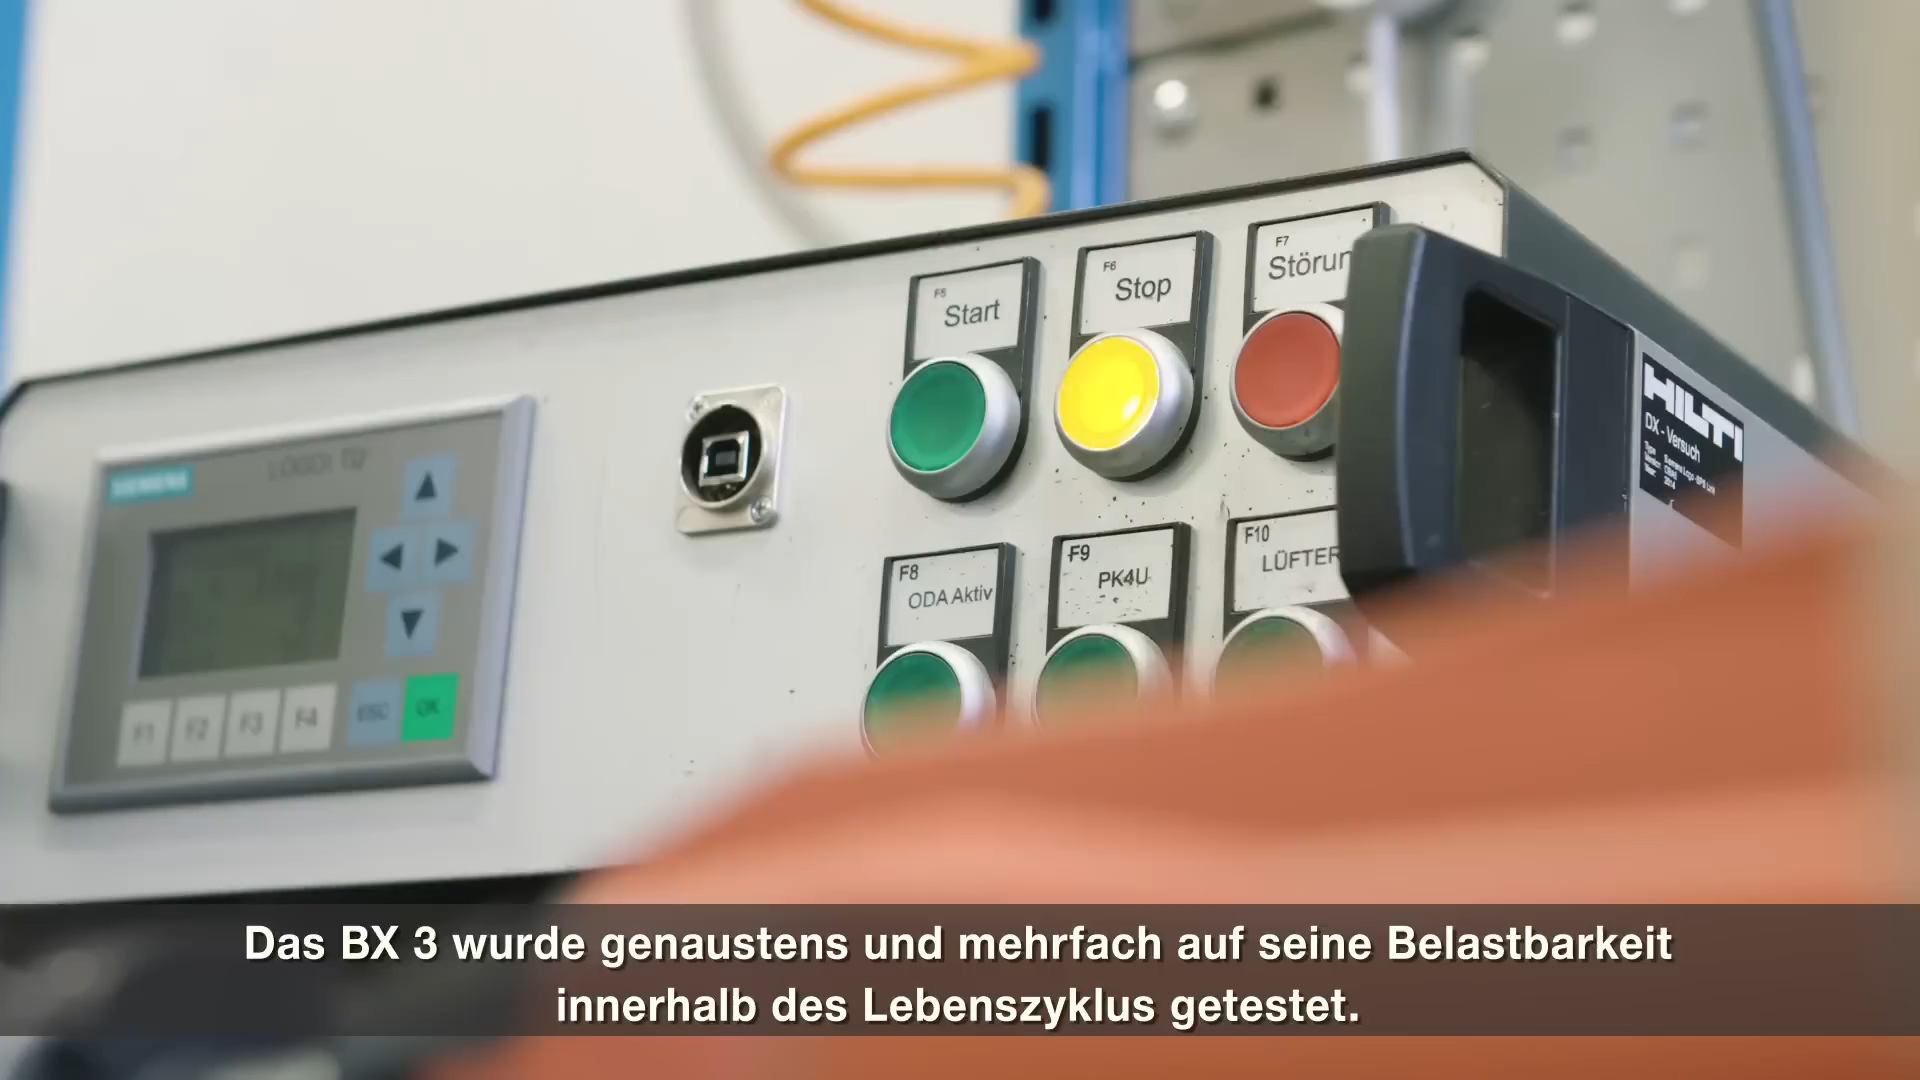 F5
Start
F6
Stop
F7
Störun
HILTI
DX - Versuch
2014
SIEMENS
LOGO! TD
F8
ODA Aktiv
F9
PK4U
F10
LÜFTER
F1 F2 F3 F4 ESC OK
Das BX 3 wurde genaustens und mehrfach auf seine Belastbarkeit
innerhalb des Lebenszyklus getestet.